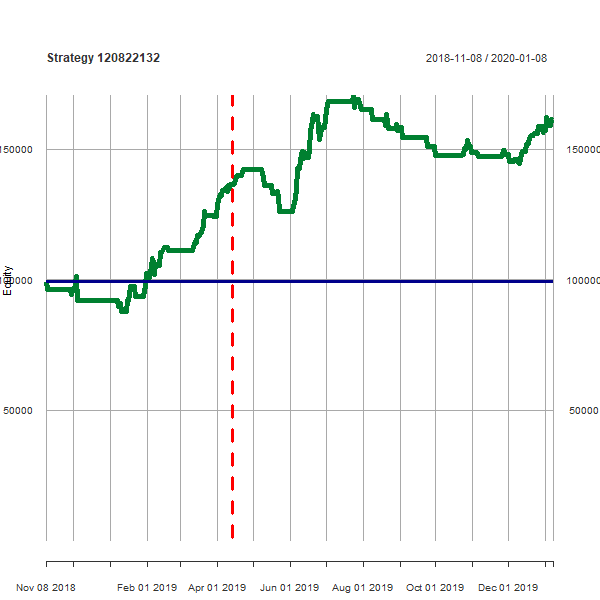 Strategy 120822132
2018-11-08 / 2020-01-08
150000
150000
100000
100000
Equity
50000
50000
Nov 08 2018
Feb 01 2019
Apr 01 2019
Jun 01 2019
Aug 01 2019
Oct 01 2019
Dec 01 2019